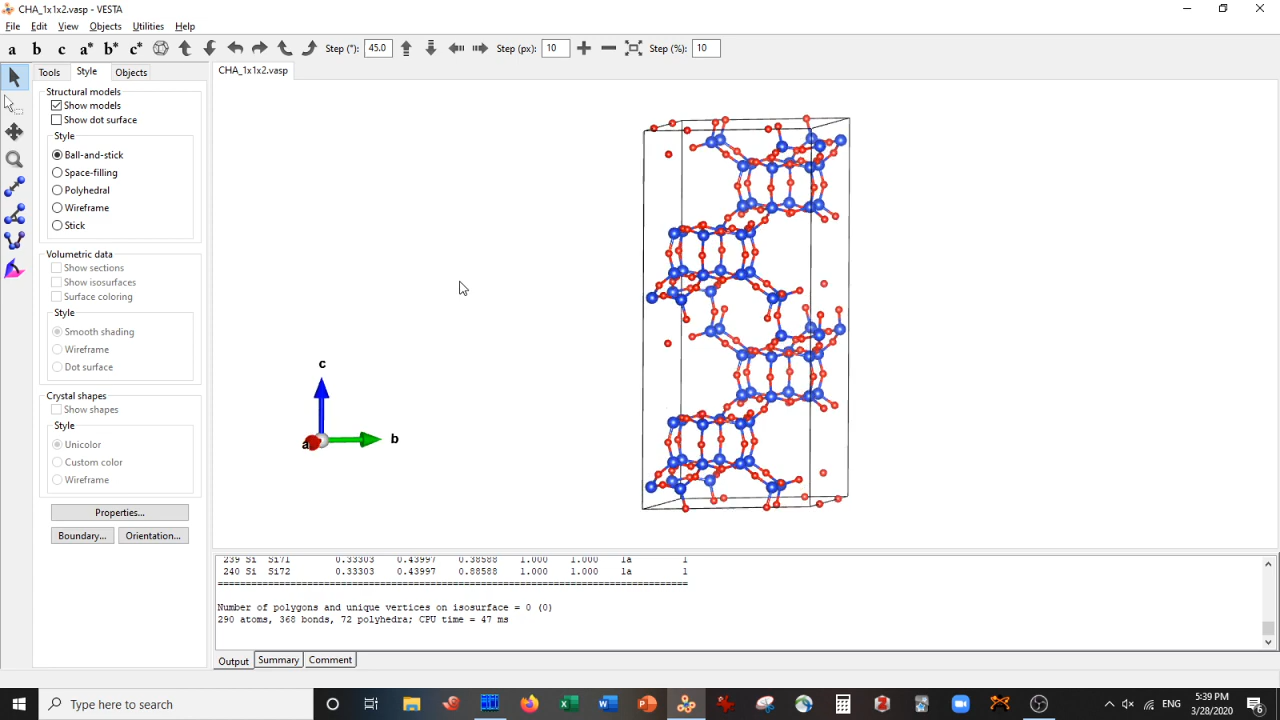 CHA_1x1x2.vasp - VESTA
File Edit View Objects Utilities Help
a b c a* b* c* Step (°): 45.0 Step (px): 10 Step (%): 10
Tools Style Objects
CHA_1x1x2.vasp
Structural models
Show models
Show dot surface
Style
Ball-and-stick
Space-filling
Polyhedral
Wireframe
Stick
Volumetric data
Show sections
Show isosurfaces
Surface coloring
Style
Smooth shading
Wireframe
Dot surface
Crystal shapes
Show shapes
Style
Unicolor
Custom color
Wireframe
Properties...
Boundary... Orientation...
c
a
b
239 Si Si71 0.33303 0.43997 0.38588 1.000 1.000 1a 1
240 Si Si72 0.33303 0.43997 0.88588 1.000 1.000 1a 1
Number of polygons and unique vertices on isosurface = 0 (0)
290 atoms, 368 bonds, 72 polyhedra; CPU time = 47 ms
Output Summary Comment
Type here to search
ENG
5:39 PM
3/28/2020
6